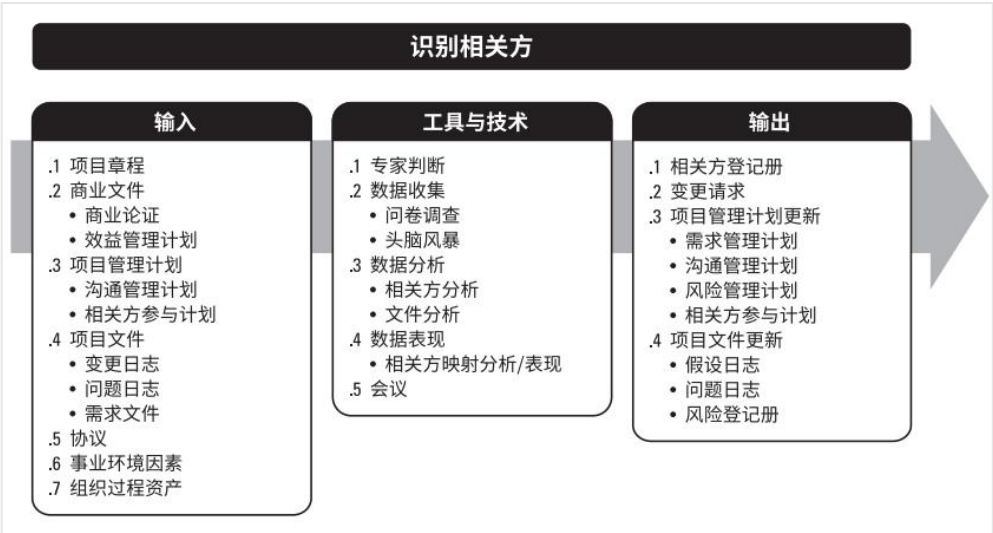 识别相关方
输入
.1 项目章程
.2 商业文件
• 商业论证
• 效益管理计划
.3 项目管理计划
• 沟通管理计划
• 相关方参与计划
.4 项目文件
• 变更日志
• 问题日志
• 需求文件
.5 协议
.6 事业环境因素
.7 组织过程资产
工具与技术
.1 专家判断
.2 数据收集
• 问卷调查
• 头脑风暴
.3 数据分析
• 相关方分析
• 文件分析
.4 数据表现
• 相关方映射分析/表现
.5 会议
输出
.1 相关方登记册
.2 变更请求
.3 项目管理计划更新
• 需求管理计划
• 沟通管理计划
• 风险管理计划
• 相关方参与计划
.4 项目文件更新
• 假设日志
• 问题日志
• 风险登记册